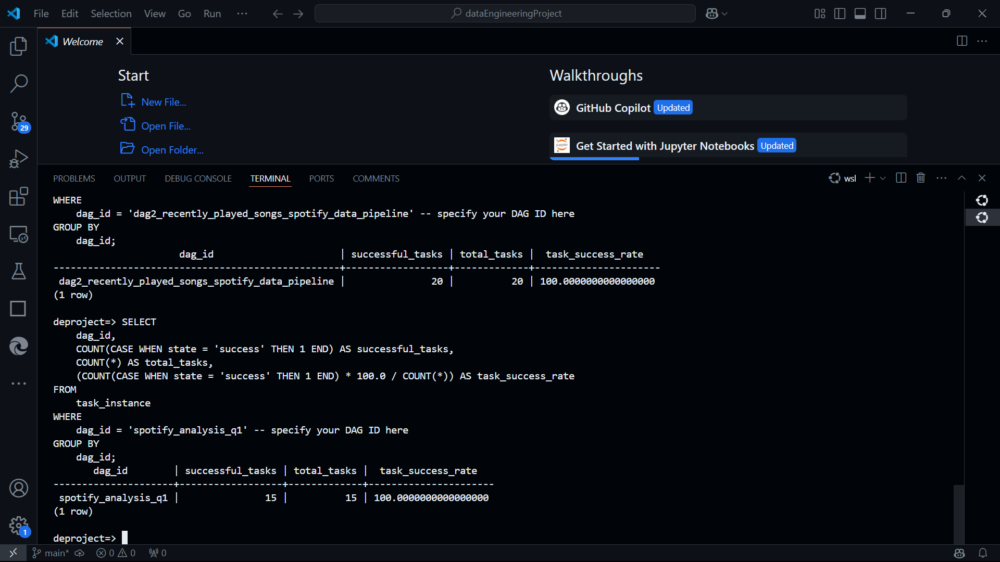 File Edit Selection View Go Run ··· dataEngineeringProject
Welcome
Start
New File...
Open File...
Open Folder...
Walkthroughs
GitHub Copilot Updated
Get Started with Jupyter Notebooks Updated
29
PROBLEMS OUTPUT DEBUG CONSOLE TERMINAL PORTS COMMENTS wsl
WHERE
    dag_id = 'dag2_recently_played_songs_spotify_data_pipeline' -- specify your DAG ID here
GROUP BY
    dag_id;
                      dag_id                      | successful_tasks | total_tasks |  task_success_rate
--------------------------------------------------+------------------+-------------+----------------------
 dag2_recently_played_songs_spotify_data_pipeline |               20 |          20 | 100.0000000000000000
(1 row)
deproject=> SELECT
    dag_id,
    COUNT(CASE WHEN state = 'success' THEN 1 END) AS successful_tasks,
    COUNT(*) AS total_tasks,
    (COUNT(CASE WHEN state = 'success' THEN 1 END) * 100.0 / COUNT(*)) AS task_success_rate
FROM
    task_instance
WHERE
    dag_id = 'spotify_analysis_q1' -- specify your DAG ID here
GROUP BY
    dag_id;
       dag_id        | successful_tasks | total_tasks |  task_success_rate
---------------------+------------------+-------------+----------------------
 spotify_analysis_q1 |               15 |          15 | 100.0000000000000000
(1 row)
deproject=>
1
main* 0 0 0